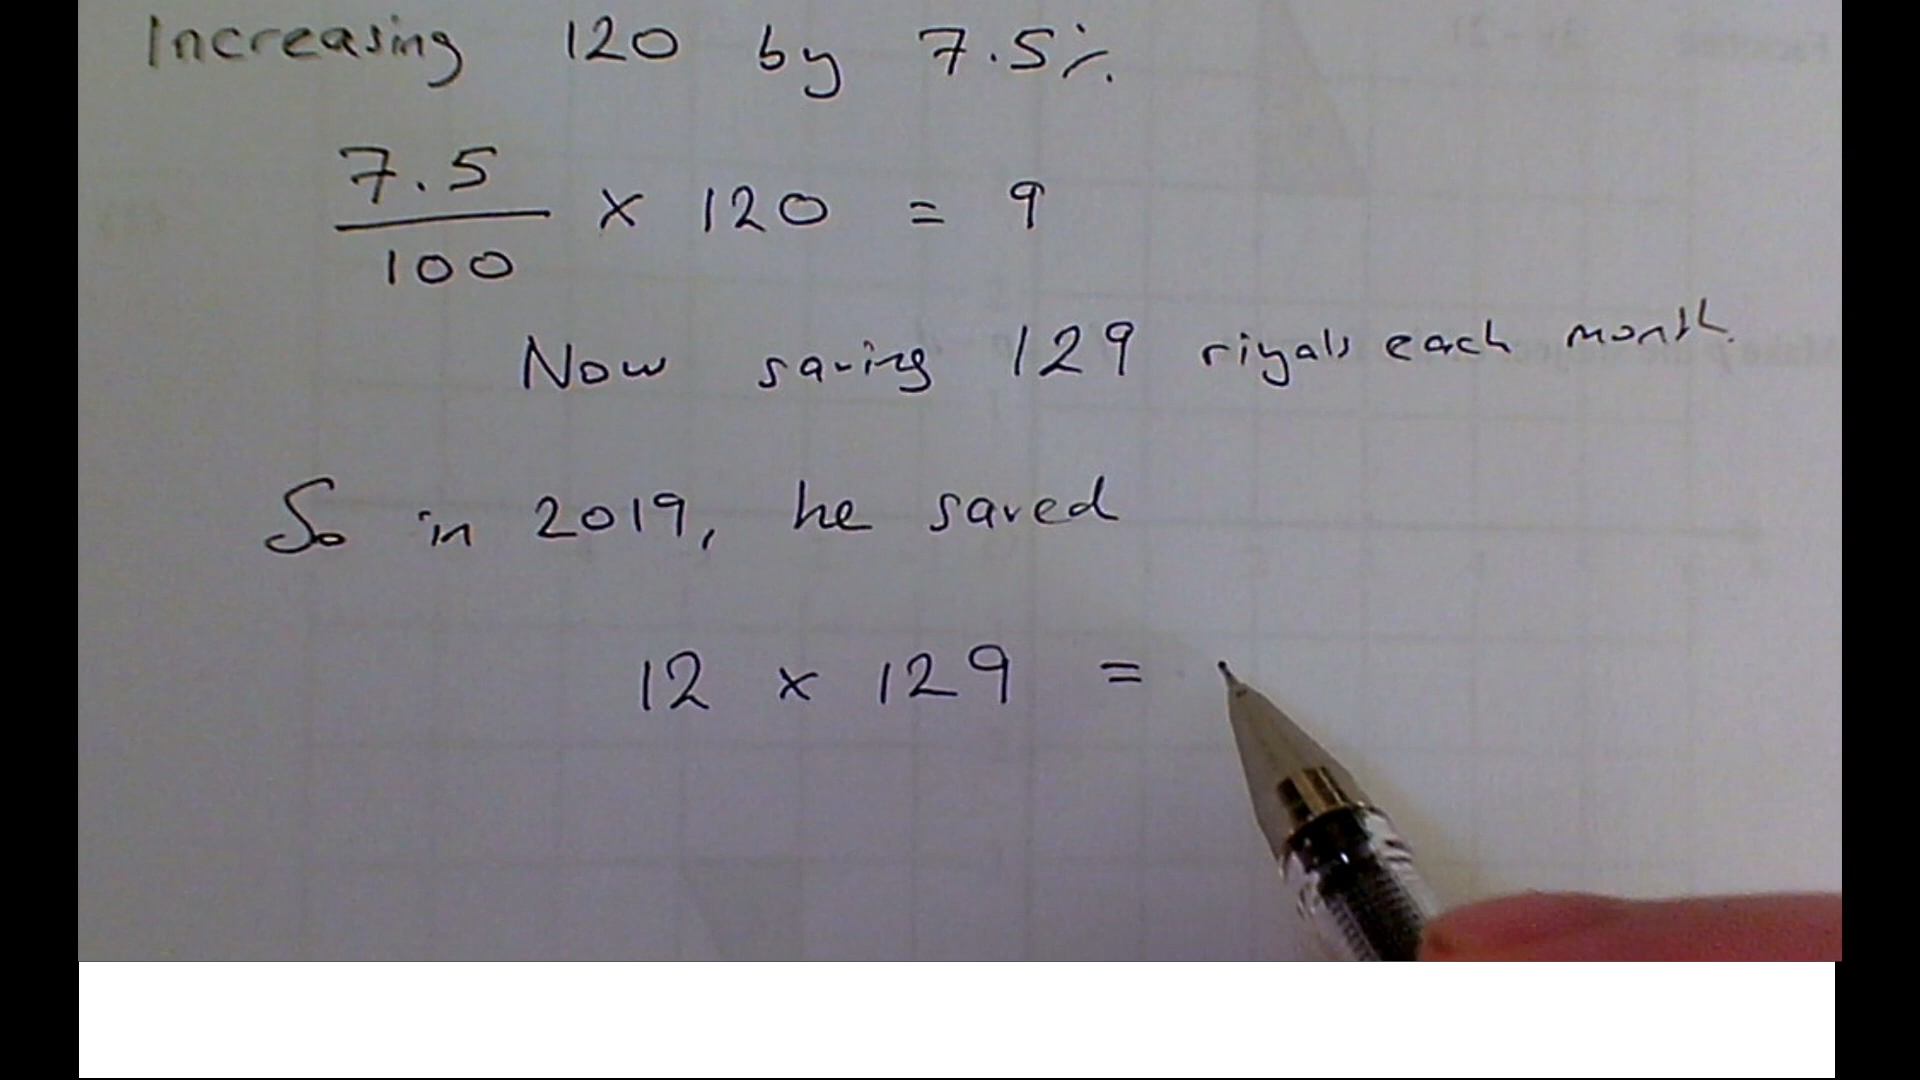 Increasing 120 by 7.5%
7.5
100
× 120 = 9
Now saving 129 riyals each month.
So in 2019, he saved
12 × 129 =